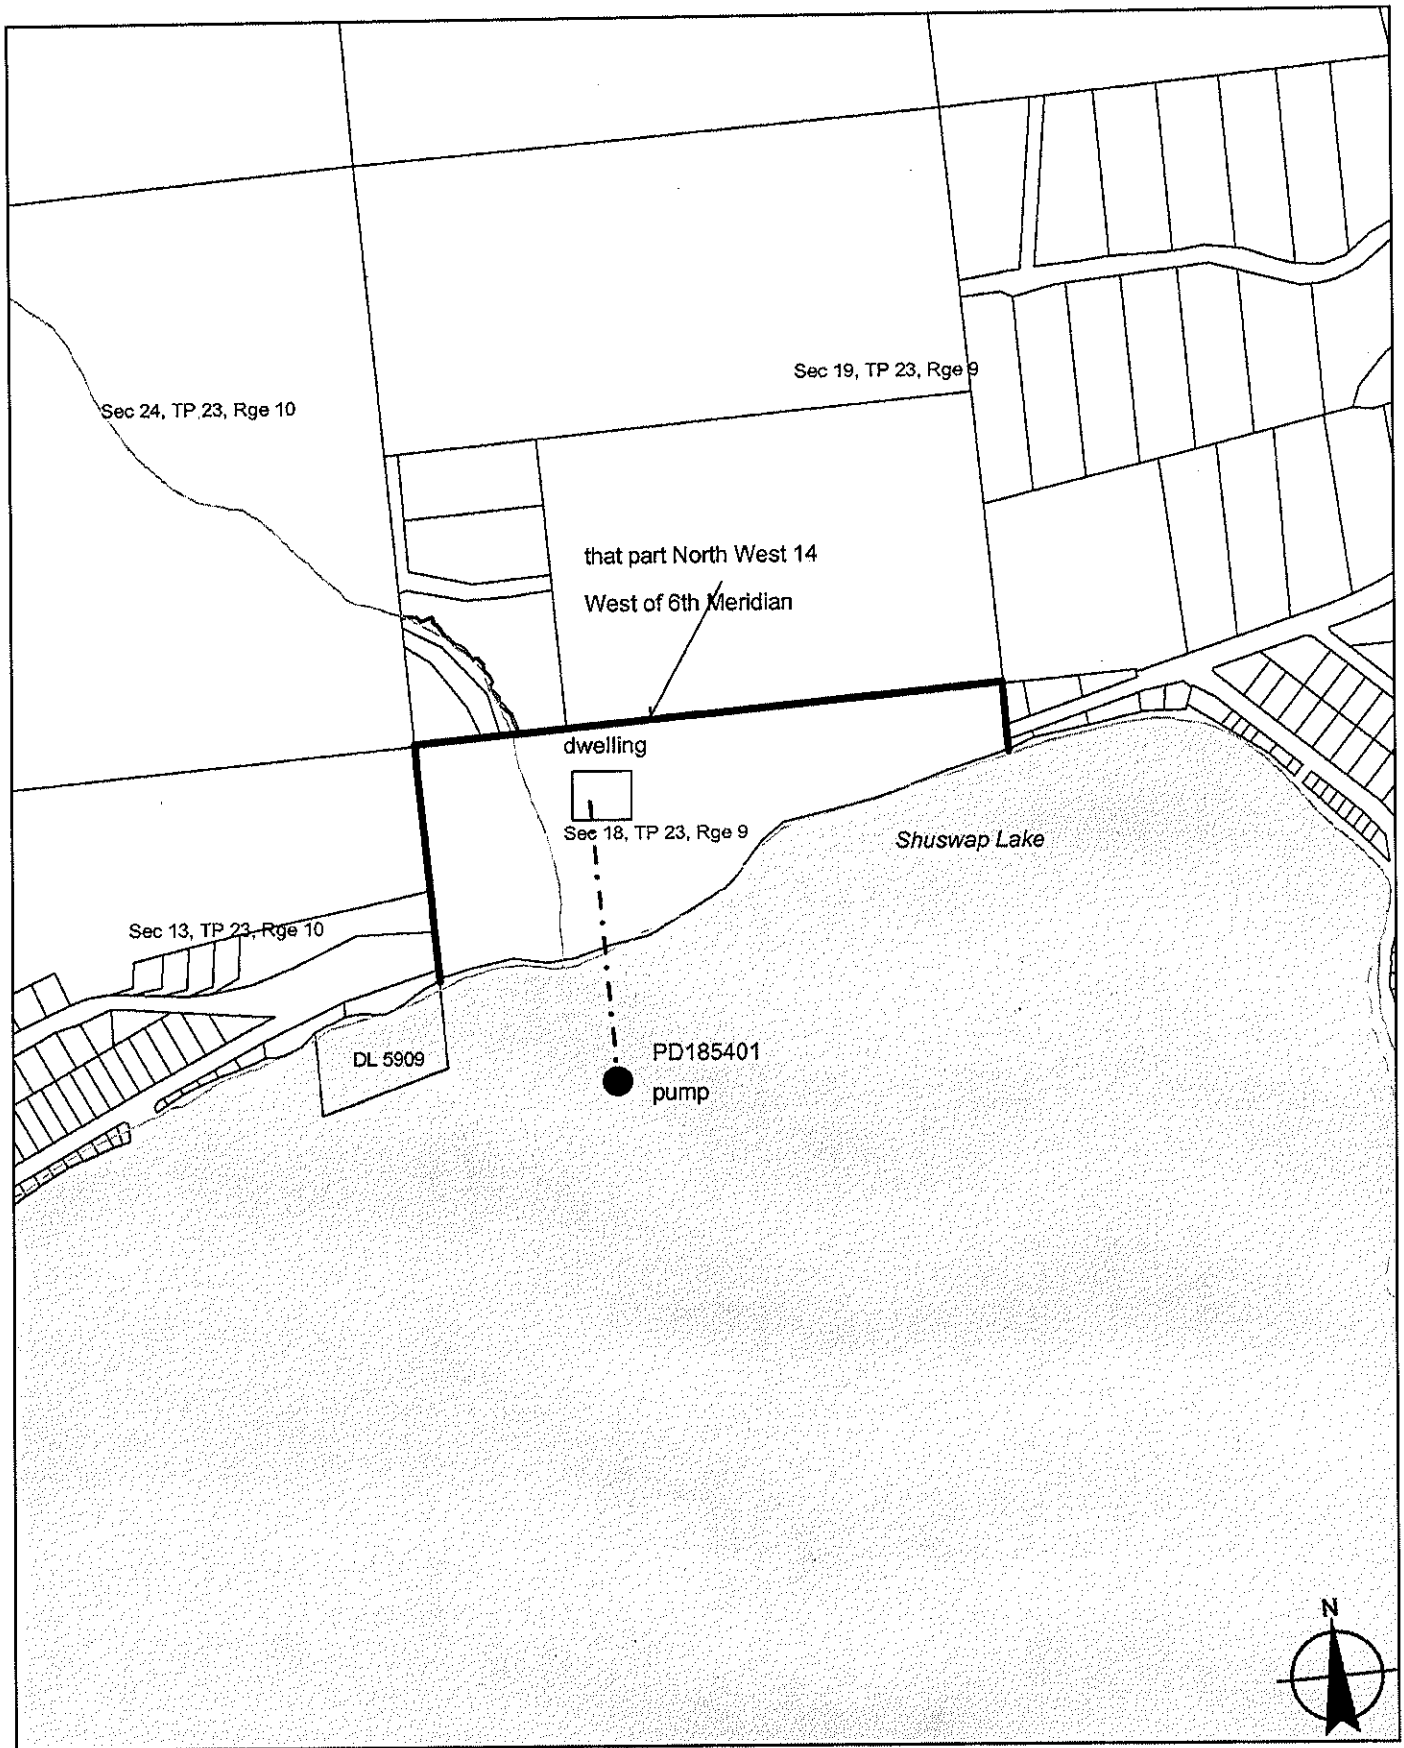 Sec 19, TP 23, Rge 9
Sec 24, TP 23, Rge 10
that part North West 14
West of 6th Meridian
dwelling
Sec 18, TP 23, Rge 9
Shuswap Lake
Sec 13, TP 23, Rge 10
DL 5909
PD185401
pump
N